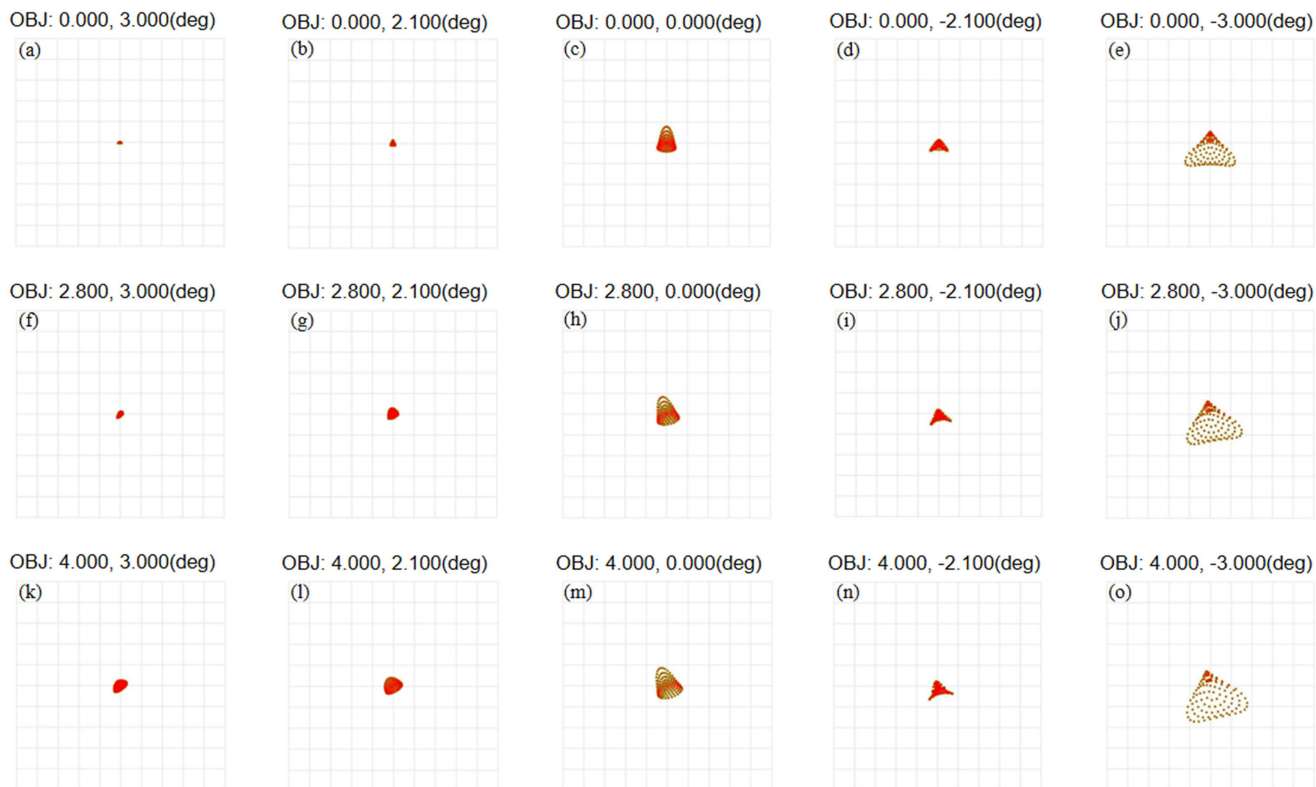 OBJ: 0.000, 3.000(deg)
(a)
OBJ: 0.000, 2.100(deg)
(b)
OBJ: 0.000, 0.000(deg)
(c)
OBJ: 0.000, -2.100(deg)
(d)
OBJ: 0.000, -3.000(deg)
(e)
OBJ: 2.800, 3.000(deg)
(f)
OBJ: 2.800, 2.100(deg)
(g)
OBJ: 2.800, 0.000(deg)
(h)
OBJ: 2.800, -2.100(deg)
(i)
OBJ: 2.800, -3.000(deg)
(j)
OBJ: 4.000, 3.000(deg)
(k)
OBJ: 4.000, 2.100(deg)
(l)
OBJ: 4.000, 0.000(deg)
(m)
OBJ: 4.000, -2.100(deg)
(n)
OBJ: 4.000, -3.000(deg)
(o)